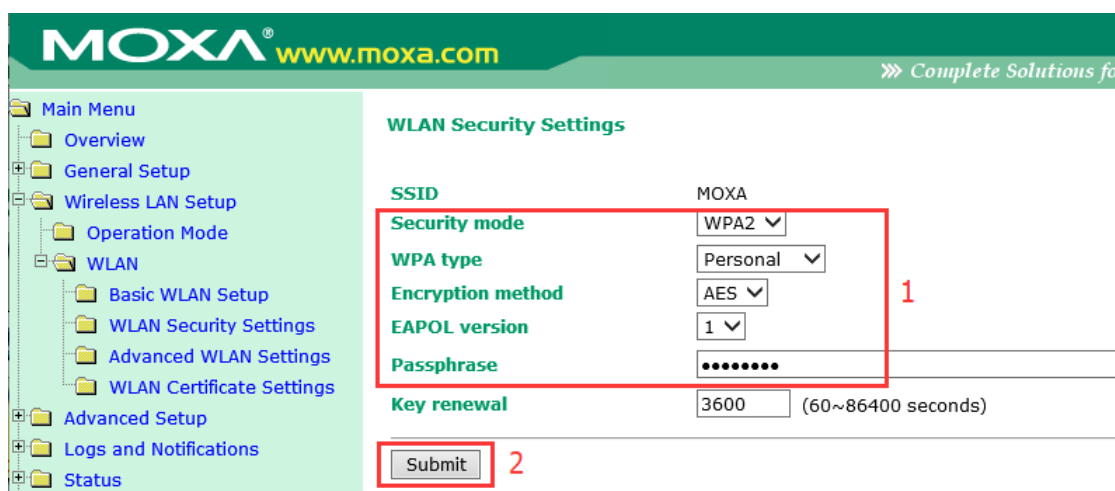 MOXA® www.moxa.com
Complete Solutions fo
Main Menu
Overview
General Setup
Wireless LAN Setup
Operation Mode
WLAN
Basic WLAN Setup
WLAN Security Settings
Advanced WLAN Settings
WLAN Certificate Settings
Advanced Setup
Logs and Notifications
Status
WLAN Security Settings
SSID MOXA
Security mode WPA2
WPA type Personal
Encryption method AES
EAPOL version 1
Passphrase ••••••••
1
Key renewal 3600 (60~86400 seconds)
Submit 2